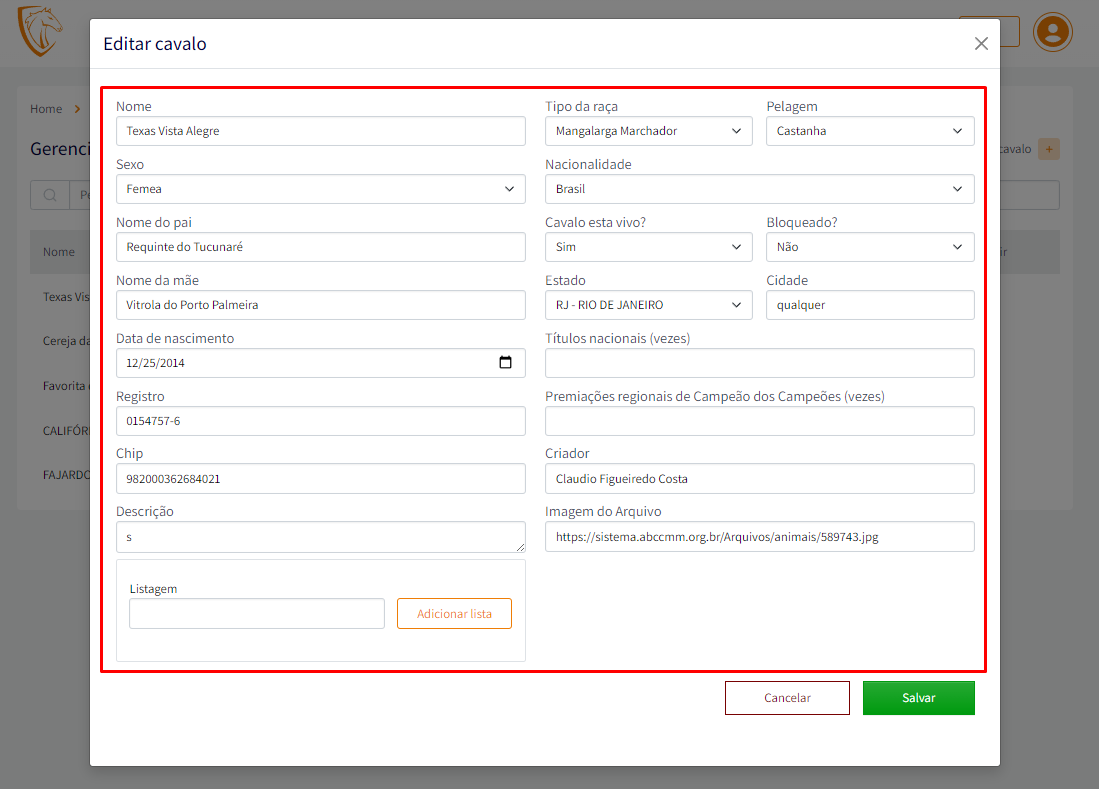 Editar cavalo
Home
Gerenci
cavalo
+
Nome
Texas Vis
Cereja da
Favorita
CALIFÓR
FAJARDO
Nome
Tipo da raça
Pelagem
Texas Vista Alegre
Mangalarga Marchador
Castanha
Sexo
Nacionalidade
Femea
Brasil
Nome do pai
Cavalo esta vivo?
Bloqueado?
Requinte do Tucunaré
Sim
Não
Nome da mãe
Estado
Cidade
Vitrola do Porto Palmeira
RJ - RIO DE JANEIRO
qualquer
Data de nascimento
Títulos nacionais (vezes)
12/25/2014
Registro
Premiações regionais de Campeão dos Campeões (vezes)
0154757-6
Chip
Criador
982000362684021
Claudio Figueiredo Costa
Descrição
Imagem do Arquivo
s
https://sistema.abccmm.org.br/Arquivos/animais/589743.jpg
Listagem
Adicionar lista
Cancelar
Salvar